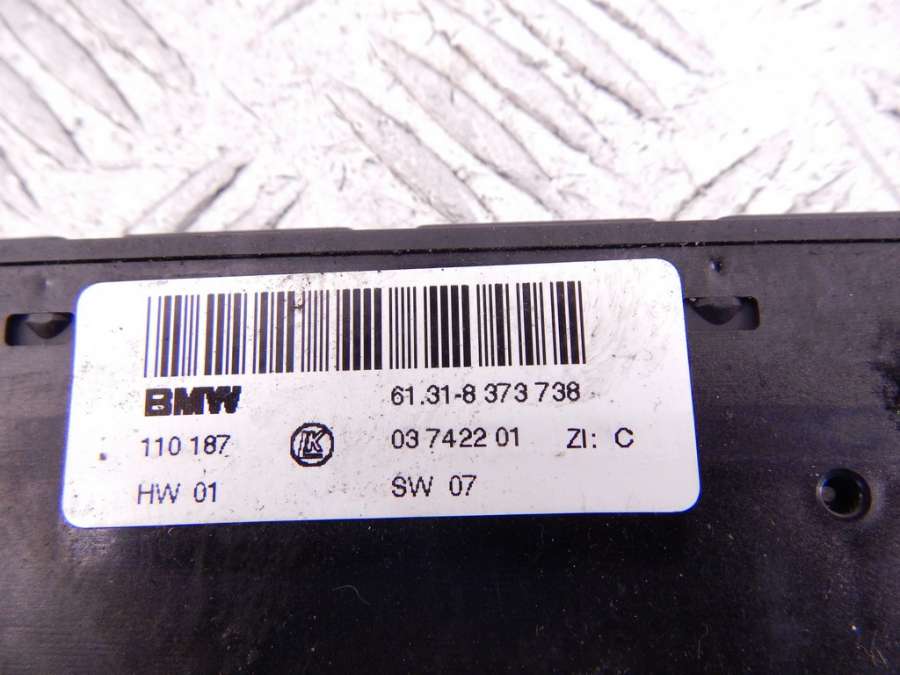 BMW 61.31-8 373 738
110 187 K 03 7422 01 ZI: C
HW 01 SW 07